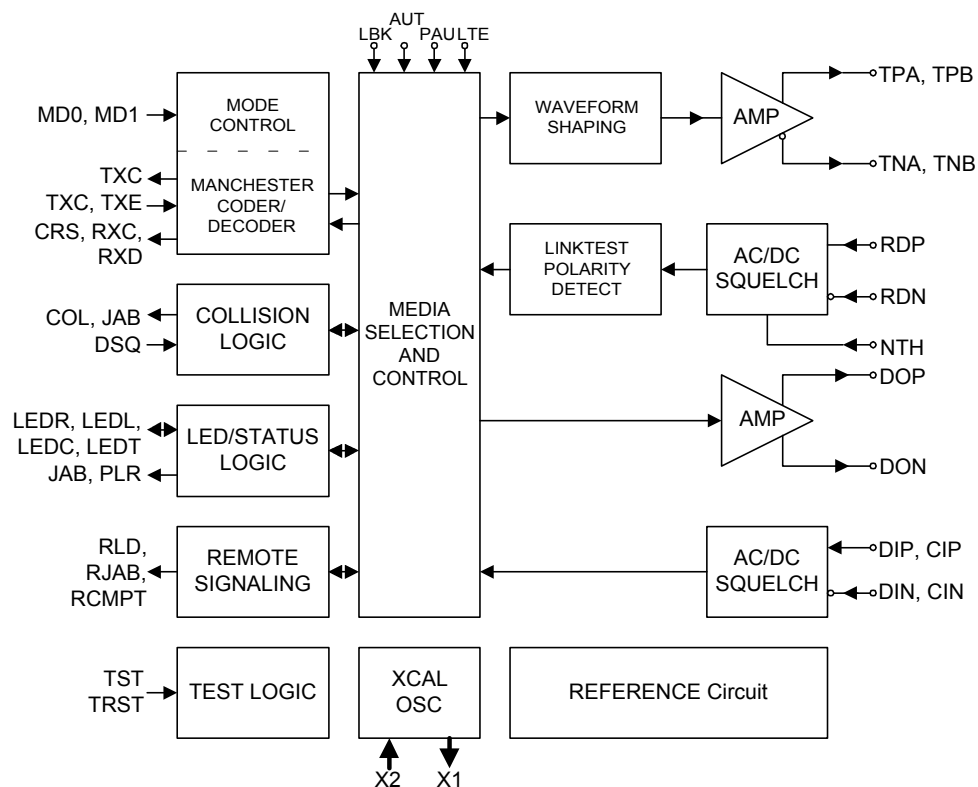 AUT
LBK
PAU
LTE
MD0, MD1
MODE
CONTROL
TXC
TXC, TXE
CRS, RXC,
RXD
MANCHESTER
CODER/
DECODER
WAVEFORM
SHAPING
AMP
TPA, TPB
TNA, TNB
LINKTEST
POLARITY
DETECT
AC/DC
SQUELCH
RDP
RDN
NTH
COL, JAB
DSQ
COLLISION
LOGIC
MEDIA
SELECTION
AND
CONTROL
AMP
DOP
DON
LEDR, LEDL,
LEDC, LEDT
JAB, PLR
LED/STATUS
LOGIC
RLD,
RJAB,
RCMPT
REMOTE
SIGNALING
AC/DC
SQUELCH
DIP, CIP
DIN, CIN
TST
TRST
TEST LOGIC
XCAL
OSC
REFERENCE Circuit
X2
X1